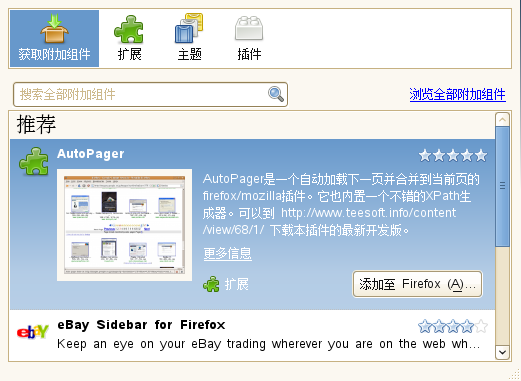 获取附加组件 扩展 主题 插件
搜索全部附加组件 浏览全部附加组件
推荐
AutoPager
AutoPager是一个自动加载下一页并合并到当前页的
firefox/mozilla插件。它也内置一个不错的XPath生
成器。可以到 http://www.teesoft.info/content
/view/68/1/ 下载本插件的最新开发版。
更多信息
扩展 添加至 Firefox (A)...
ebY
eBay Sidebar for Firefox
Keep an eye on your eBay trading wherever you are on the web wh...